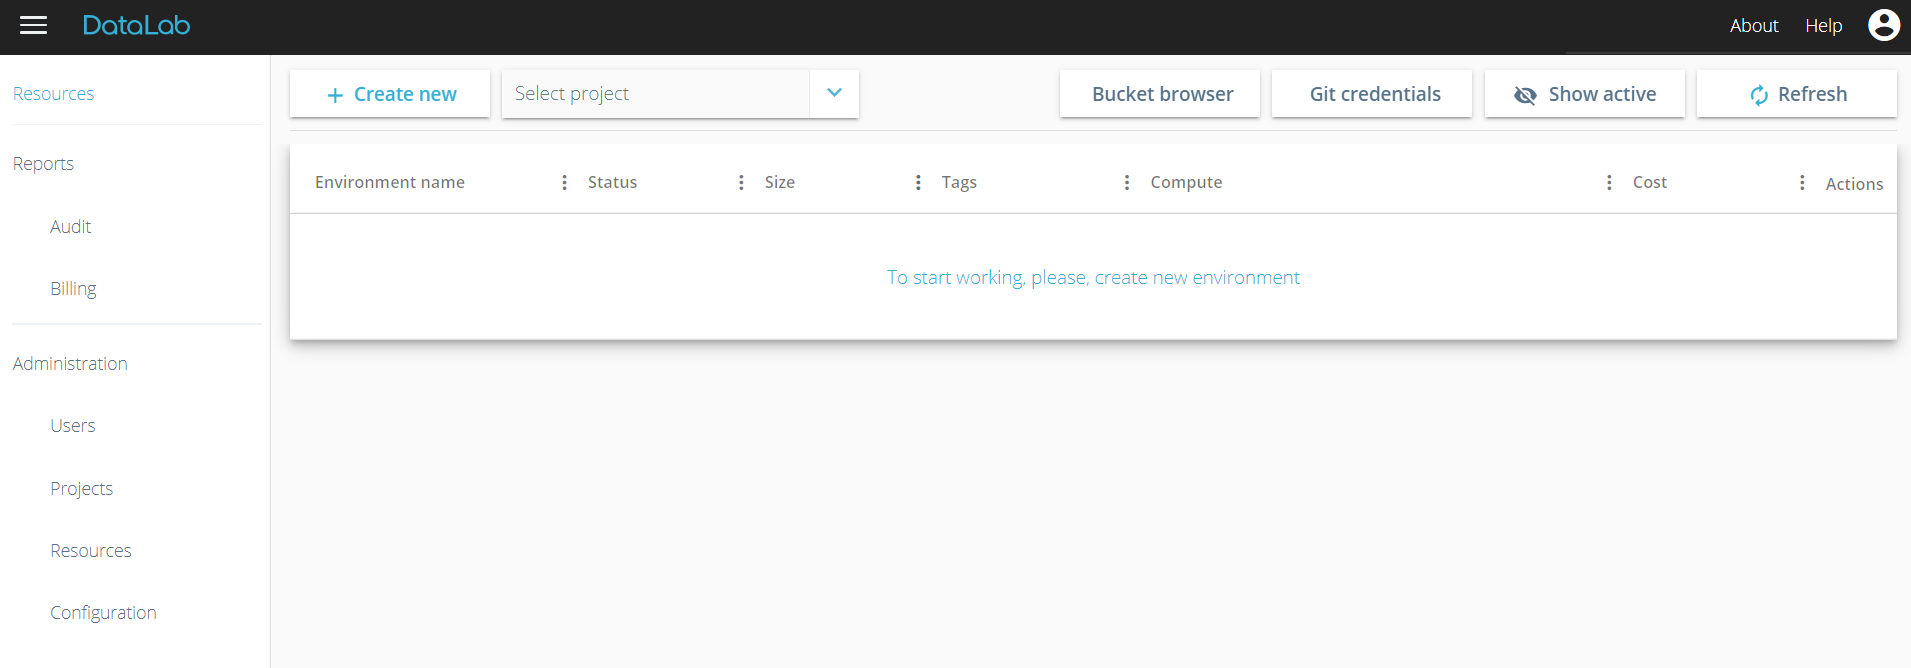 DataLab
About Help
Resources
Reports
Audit
Billing
Administration
Users
Projects
Resources
Configuration
+ Create new
Select project
Bucket browser
Git credentials
Show active
Refresh
Environment name Status Size Tags Compute Cost Actions
To start working, please, create new environment